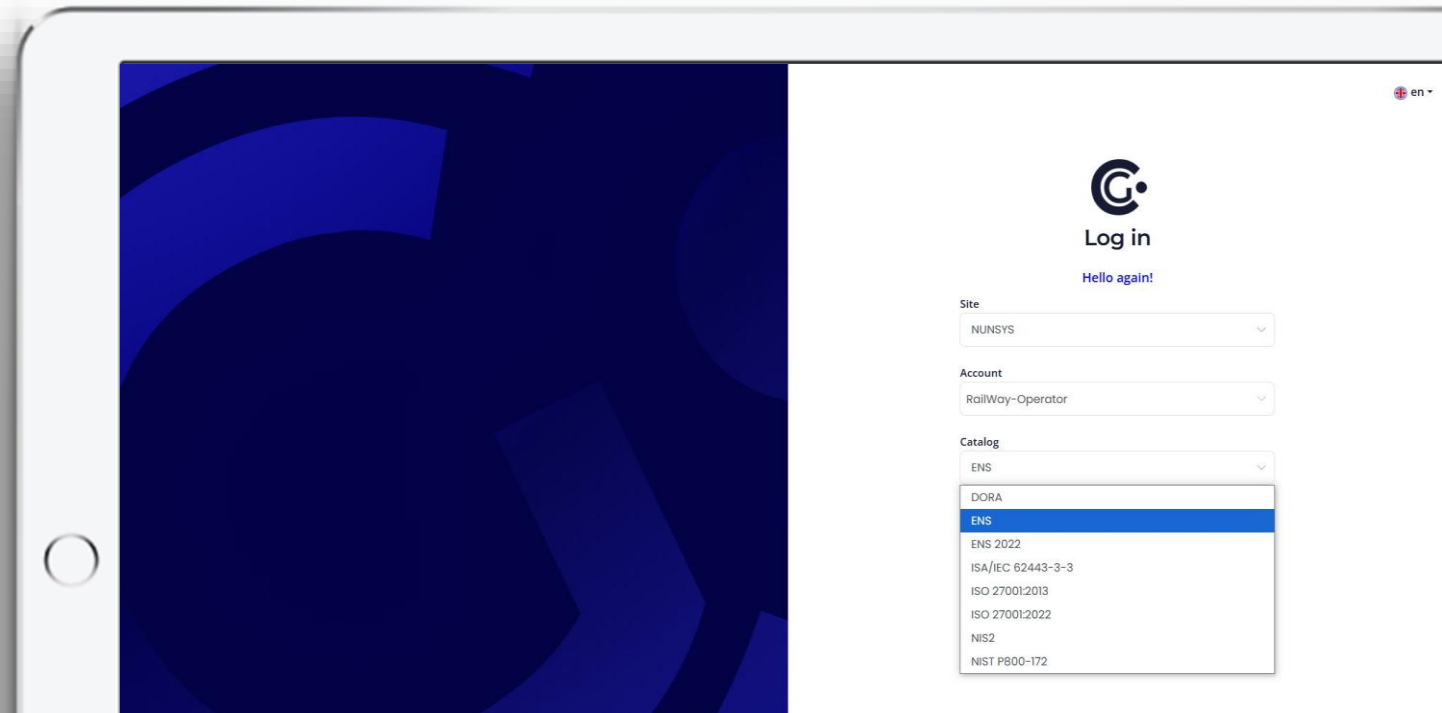 en
Log in
Hello again!
Site
NUNSYS
Account
RailWay-Operator
Catalog
ENS
DORA
ENS
ENS 2022
ISA/IEC 62443-3-3
ISO 27001:2013
ISO 27001:2022
NIS2
NIST P800-172